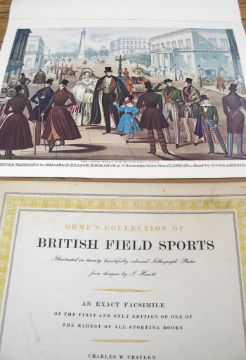 ORME'S COLLECTION OF
BRITISH FIELD SPORTS
Illustrated in twenty beautifully coloured Lithograph Plates
from designs by S. Howitt
AN EXACT FACSIMILE
OF THE FIRST AND ONLY EDITION OF ONE OF
THE RAREST OF ALL SPORTING BOOKS
CHARLES W. TRAYLEN